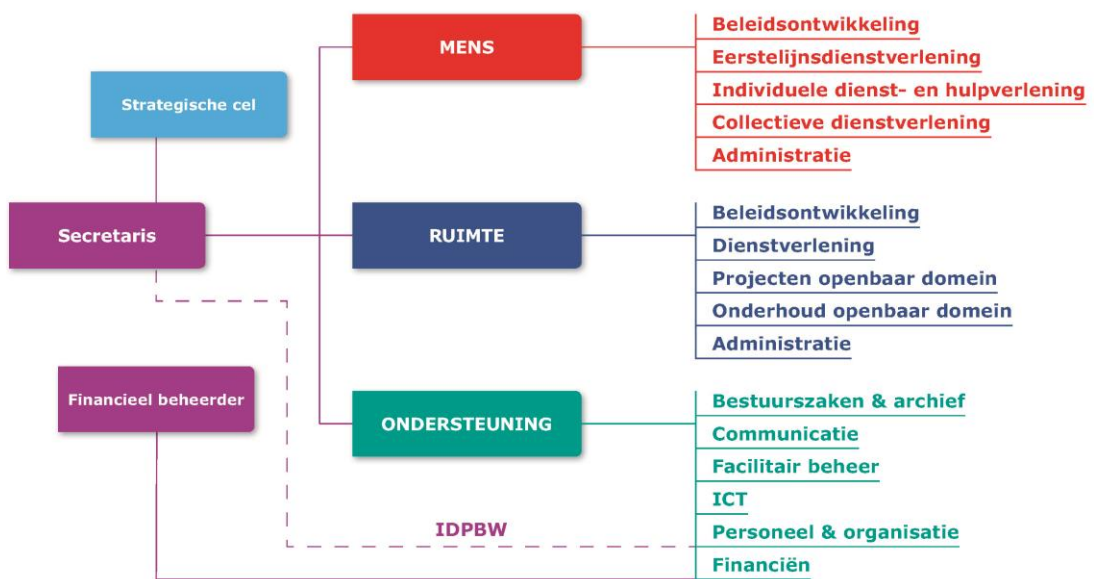 MENS
Beleidsontwikkeling
Eerstelijnsdienstverlening
Individuele dienst- en hulpverlening
Collectieve dienstverlening
Administratie
Strategische cel
Secretaris
RUIMTE
Beleidsontwikkeling
Dienstverlening
Projecten openbaar domein
Onderhoud openbaar domein
Administratie
Financieel beheerder
ONDERSTEUNING
Bestuurszaken & archief
Communicatie
Facilitair beheer
ICT
IDPBW
Personeel & organisatie
Financiën